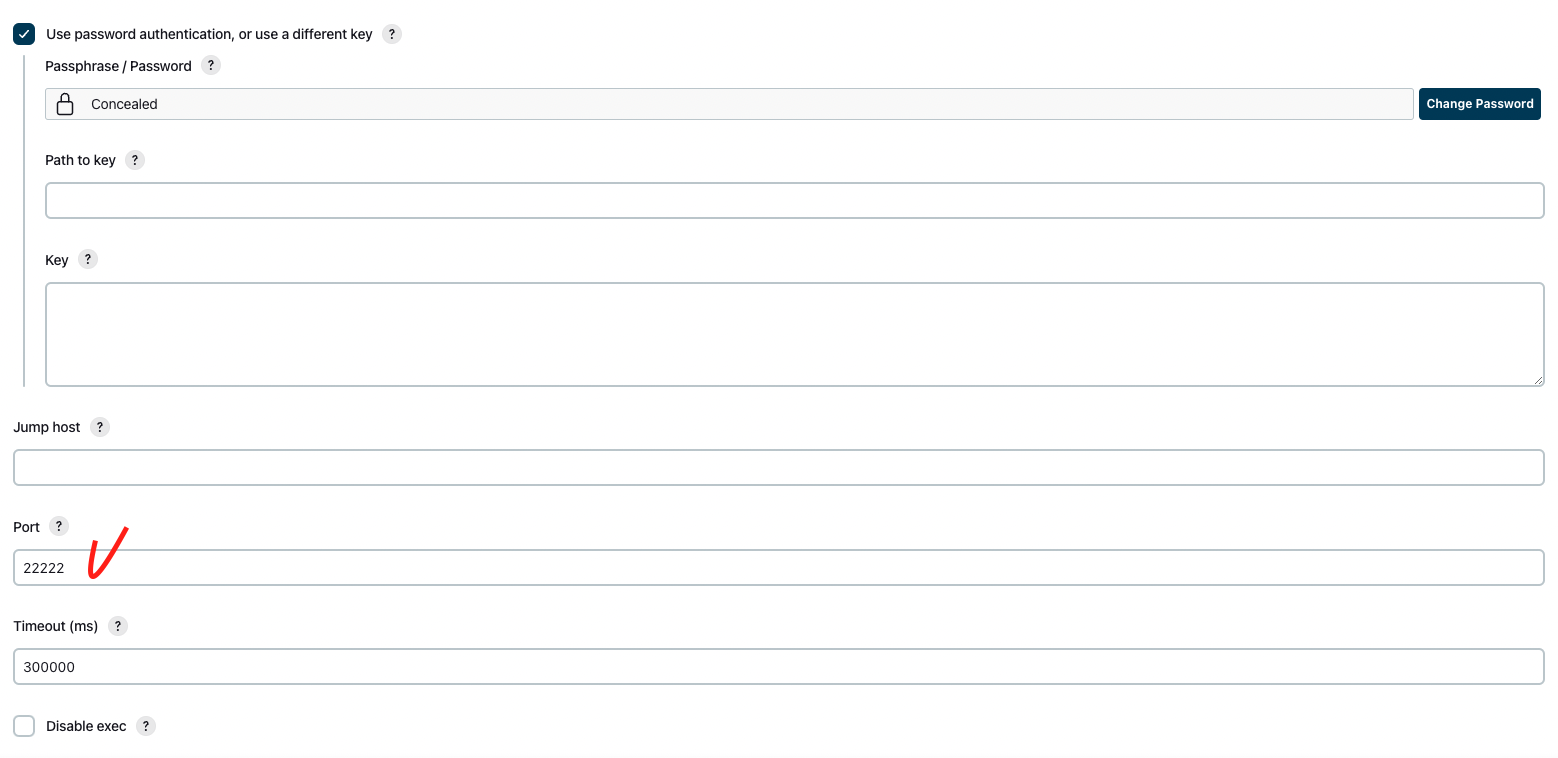 Use password authentication, or use a different key ?
Passphrase / Password ?
Concealed
Change Password
Path to key ?
Key ?
Jump host ?
Port ?
22222
Timeout (ms) ?
300000
Disable exec ?